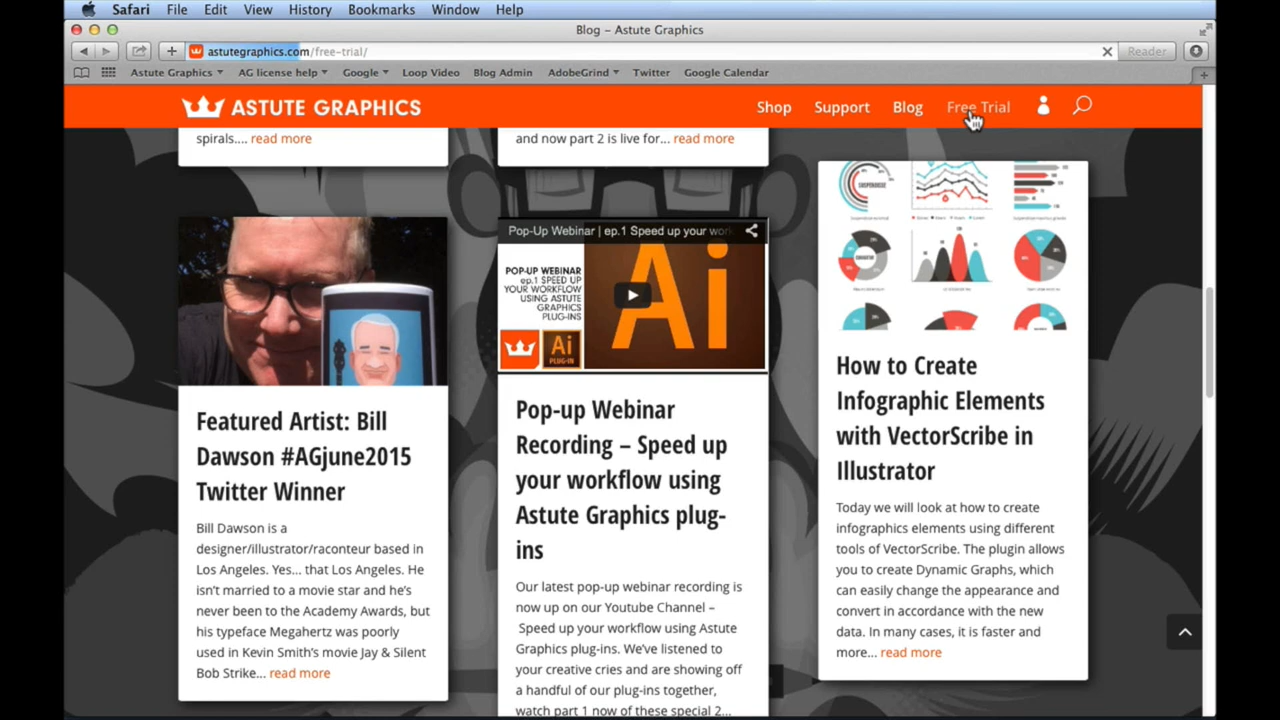 Safari File Edit View History Bookmarks Window Help
Blog – Astute Graphics
astutegraphics.com/free-trial/
Reader
Astute Graphics AG license help Google Loop Video Blog Admin AdobeGrind Twitter Google Calendar
ASTUTE GRAPHICS
Shop Support Blog Free Trial
spirals.... read more
and now part 2 is live for... read more
Featured Artist: Bill
Dawson #AGjune2015
Twitter Winner
Bill Dawson is a
designer/illustrator/raconteur based in
Los Angeles. Yes... that Los Angeles. He
isn't married to a movie star and he's
never been to the Academy Awards, but
his typeface Megahertz was poorly
used in Kevin Smith's movie Jay & Silent
Bob Strike... read more
Pop-Up Webinar | ep.1 Speed up your wor
POP-UP WEBINAR
ep.1 SPEED UP
YOUR WORKFLOW
USING ASTUTE
GRAPHICS
PLUG-INS
Ai
PLUG-IN
Ai
Pop-up Webinar
Recording – Speed up
your workflow using
Astute Graphics plug-
ins
Our latest pop-up webinar recording is
now up on our Youtube Channel –
Speed up your workflow using Astute
Graphics plug-ins. We've listened to
your creative cries and are showing off
a handful of our plug-ins together,
watch part 1 now of these special 2...
How to Create
Infographic Elements
with VectorScribe in
Illustrator
Today we will look at how to create
infographics elements using different
tools of VectorScribe. The plugin allows
you to create Dynamic Graphs, which
can easily change the appearance and
convert in accordance with the new
data. In many cases, it is faster and
more... read more